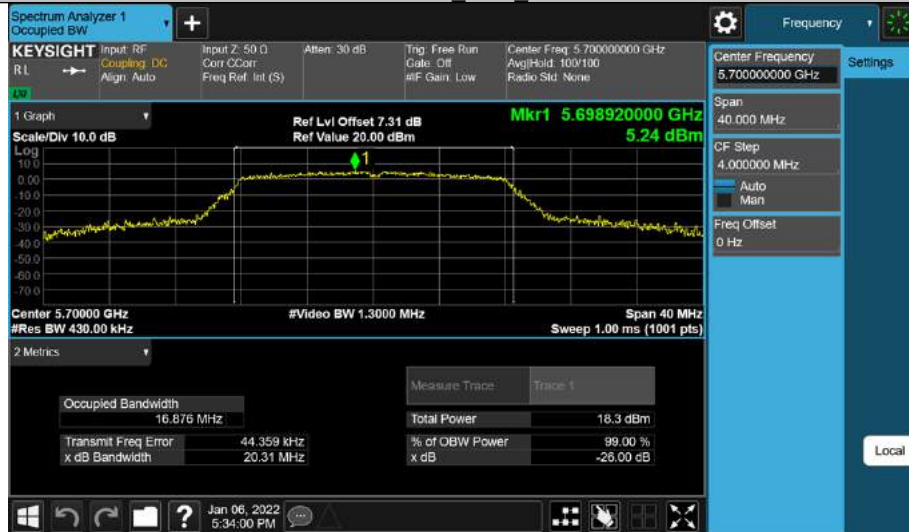 Spectrum Analyzer 1
Occupied BW
Frequency
KEYSIGHT
RL
Input: RF
Coupling: DC
Align: Auto
Input Z: 50 Ω
Corr CCorr
Freq Ref: Int (S)
Atten: 30 dB
Trig: Free Run
Gate: Off
#IF Gain: Low
Center Freq: 5.700000000 GHz
Avg|Hold: 100/100
Radio Std: None
Center Frequency
5.700000000 GHz
Settings
Span
40.000 MHz
CF Step
4.000000 MHz
Auto
Man
Freq Offset
0 Hz
Local
1 Graph
Scale/Div 10.0 dB
Ref Lvl Offset 7.31 dB
Ref Value 20.00 dBm
Mkr1 5.698920000 GHz
5.24 dBm
Log
10.0
0.00
-10.0
-20.0
-30.0
-40.0
-50.0
-60.0
-70.0
1
Center 5.70000 GHz
#Res BW 430.00 kHz
#Video BW 1.3000 MHz
Span 40 MHz
Sweep 1.00 ms (1001 pts)
2 Metrics
Measure Trace
Trace 1
Occupied Bandwidth
16.876 MHz
Total Power
18.3 dBm
Transmit Freq Error
44.359 kHz
% of OBW Power
99.00 %
x dB Bandwidth
20.31 MHz
x dB
-26.00 dB
?
Jan 06, 2022
5:34:00 PM